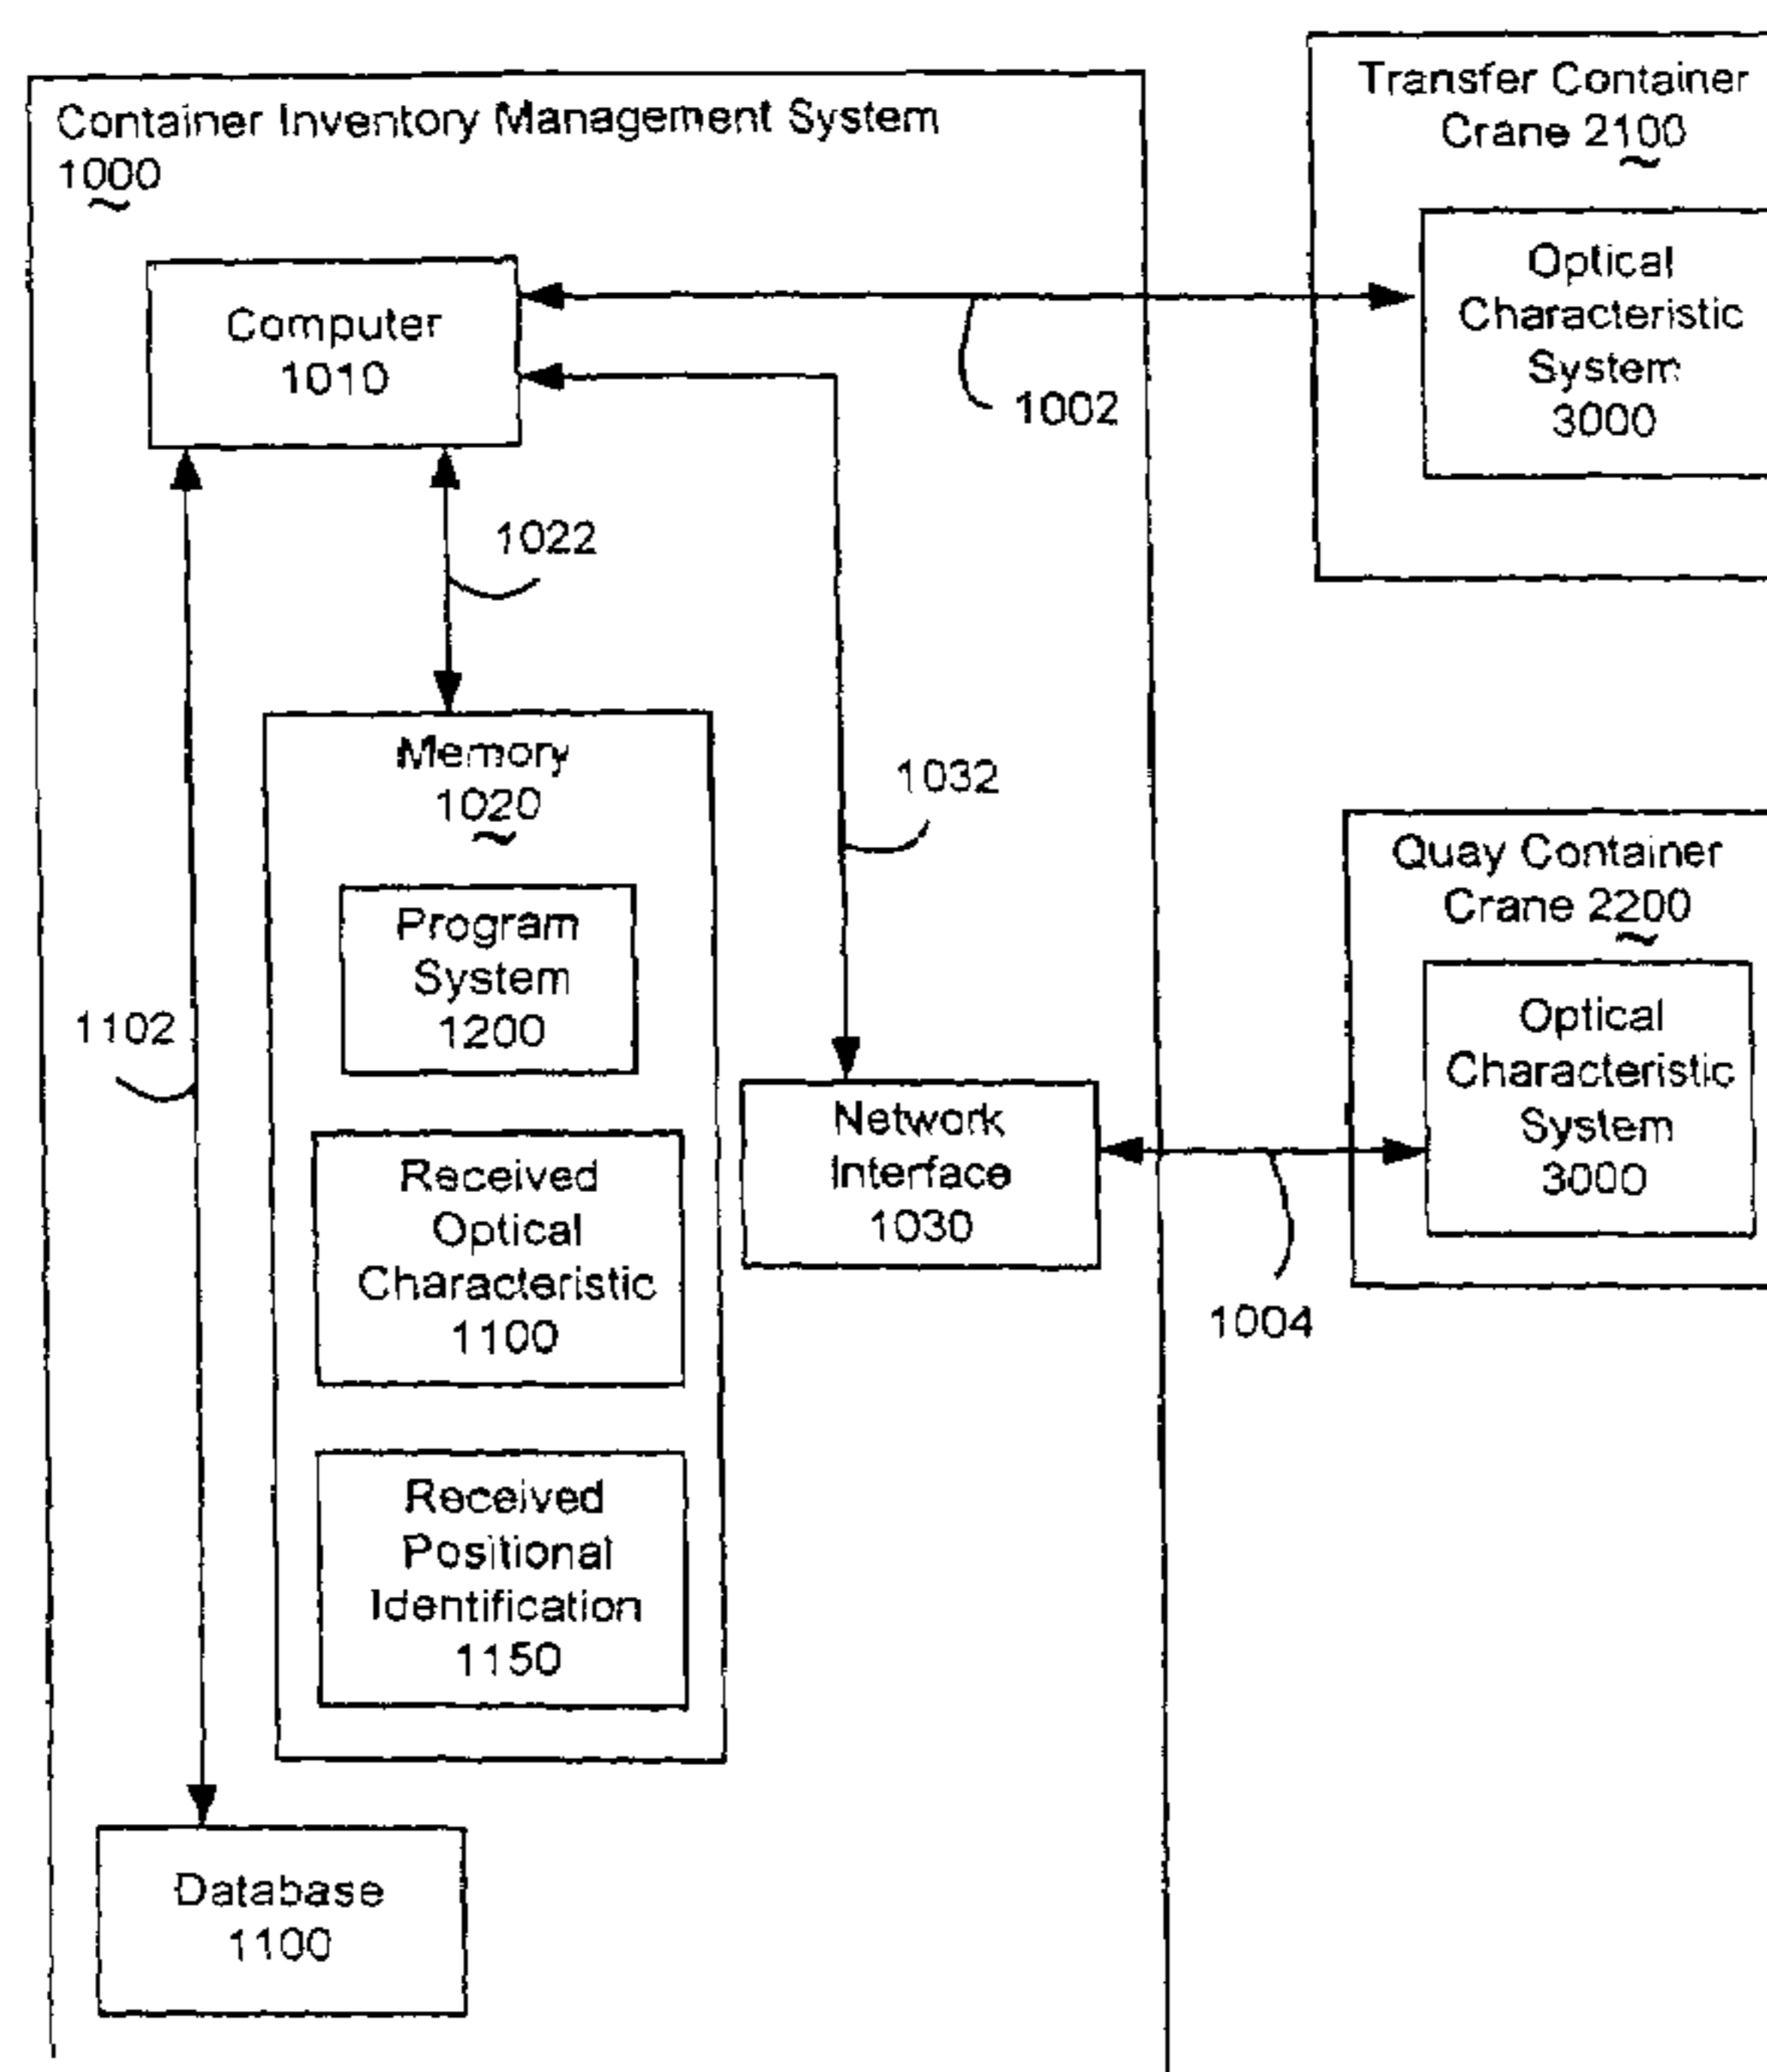 Container Inventory Management System
1000
Transfer Container
Crane 2100
Optical
Characteristic
System
3000
Computer
1010
1002
1022
Memory
1020
1032
Program
System
1200
Quay Container
Crane 2200
Optical
Characteristic
System
3000
1102
Network
Interface
1030
Received
Optical
Characteristic
1100
1004
Received
Positional
Identification
1150
Database
1100